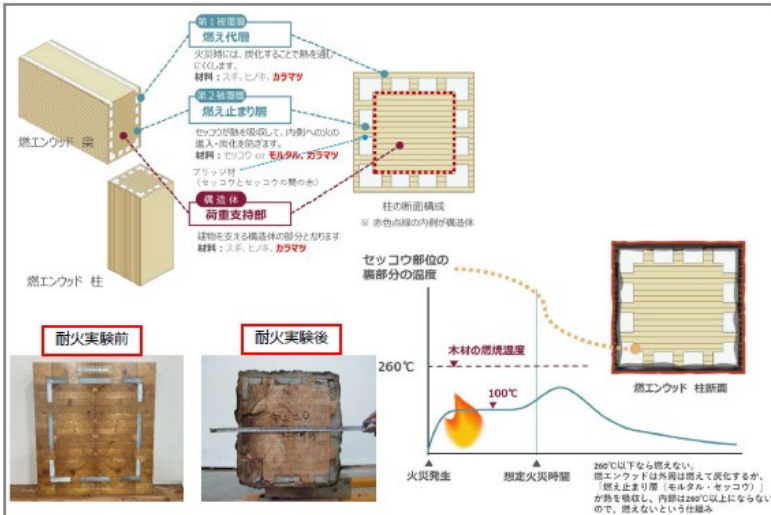 第1被覆層
燃え代層
火災時には、炭化することで熱を通し
にくくします。
材料：スギ、ヒノキ、カラマツ
第2被覆層
燃え止まり層
セッコウが熱を吸収して、内側への火の
進入・炭化を防ぎます。
材料：セッコウ or モルタル、カラマツ
ブリッジ材
（セッコウとセッコウの間の木）
構造体
荷重支持部
建物を支える構造体の部分となります
材料：スギ、ヒノキ、カラマツ
燃エンウッド 梁
燃エンウッド 柱
柱の断面構成
※ 赤色点線の内側が構造体
耐火実験前
耐火実験後
セッコウ部位の
裏部分の温度
260℃
木材の燃焼温度
100℃
火災発生
想定火災時間
燃エンウッド 柱断面
260℃以下なら燃えない。
燃エンウッドは外周は燃えて炭化するが、
「燃え止まり層（モルタル・セッコウ）」
が熱を吸収し、内部は260℃以上にならない
ので、燃えないという仕組み